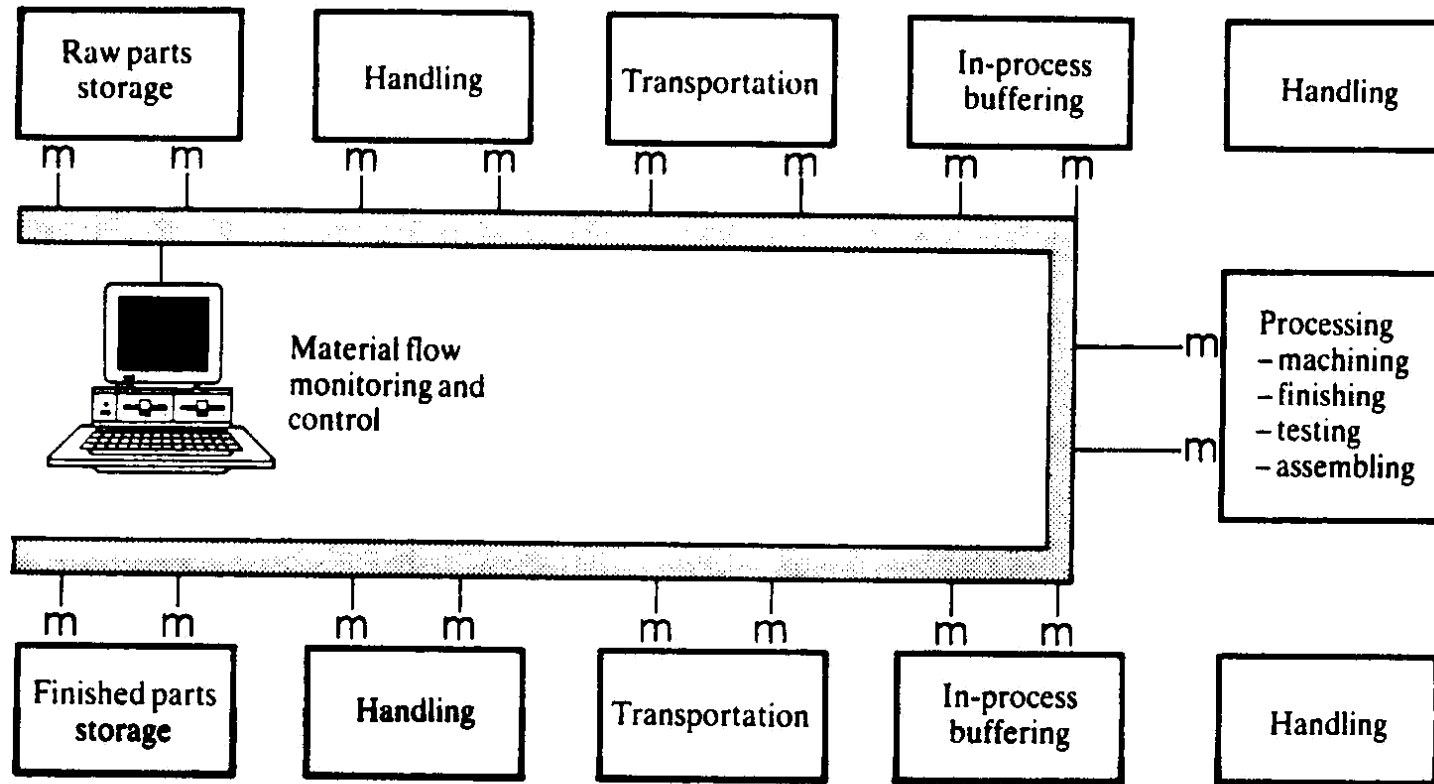 Raw parts
storage
Handling
Transportation
In-process
buffering
Handling
m m m m m m m m
Material flow
monitoring and
control
m
m
Processing
– machining
– finishing
– testing
– assembling
m m m m m m m m
Finished parts
storage
Handling
Transportation
In-process
buffering
Handling